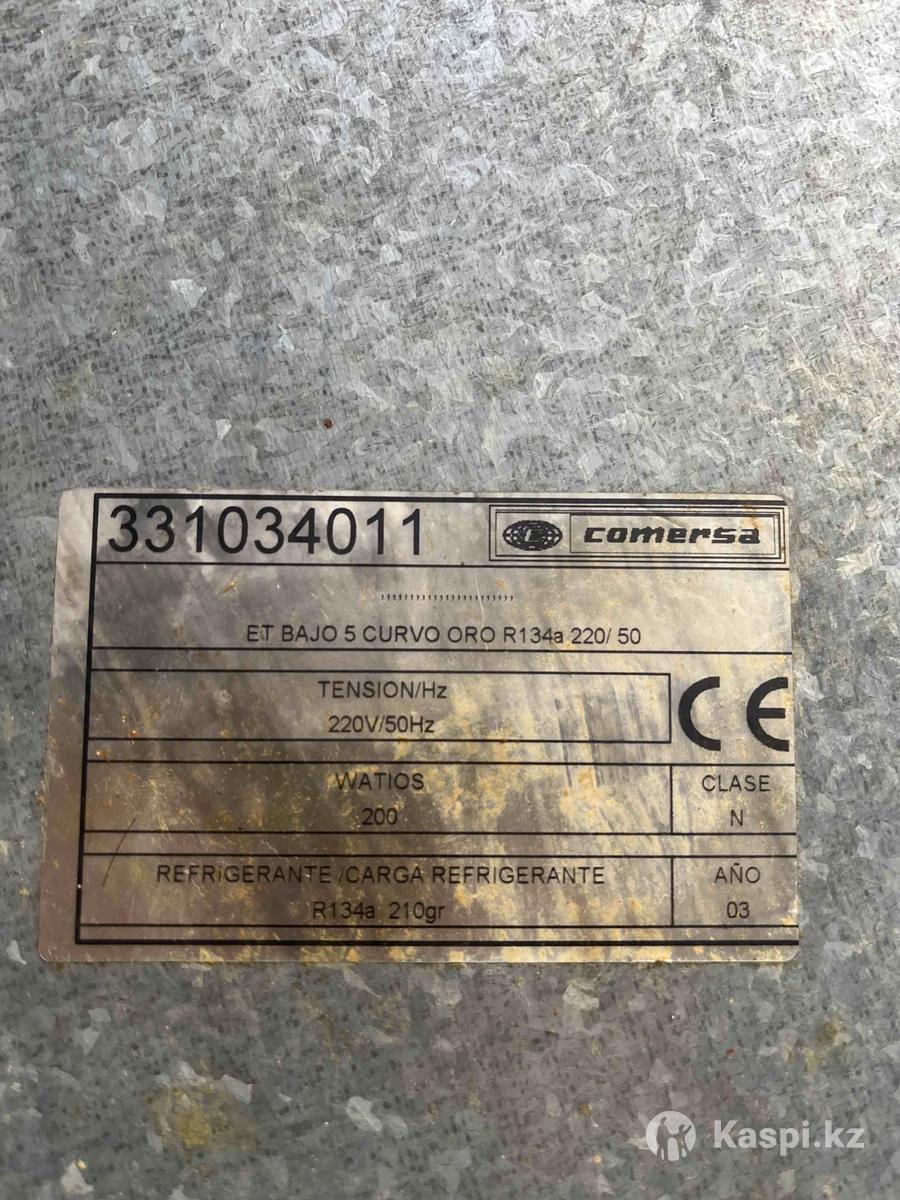 331034011
comersa
,,,,,,,,,,,,,,,,,,,,,,,
ET BAJO 5 CURVO ORO R134a 220/ 50
TENSION/Hz
220V/50Hz
CE
WATIOS
200
CLASE
N
REFRIGERANTE /CARGA REFRIGERANTE
R134a 210gr
AÑO
03
Kaspi.kz